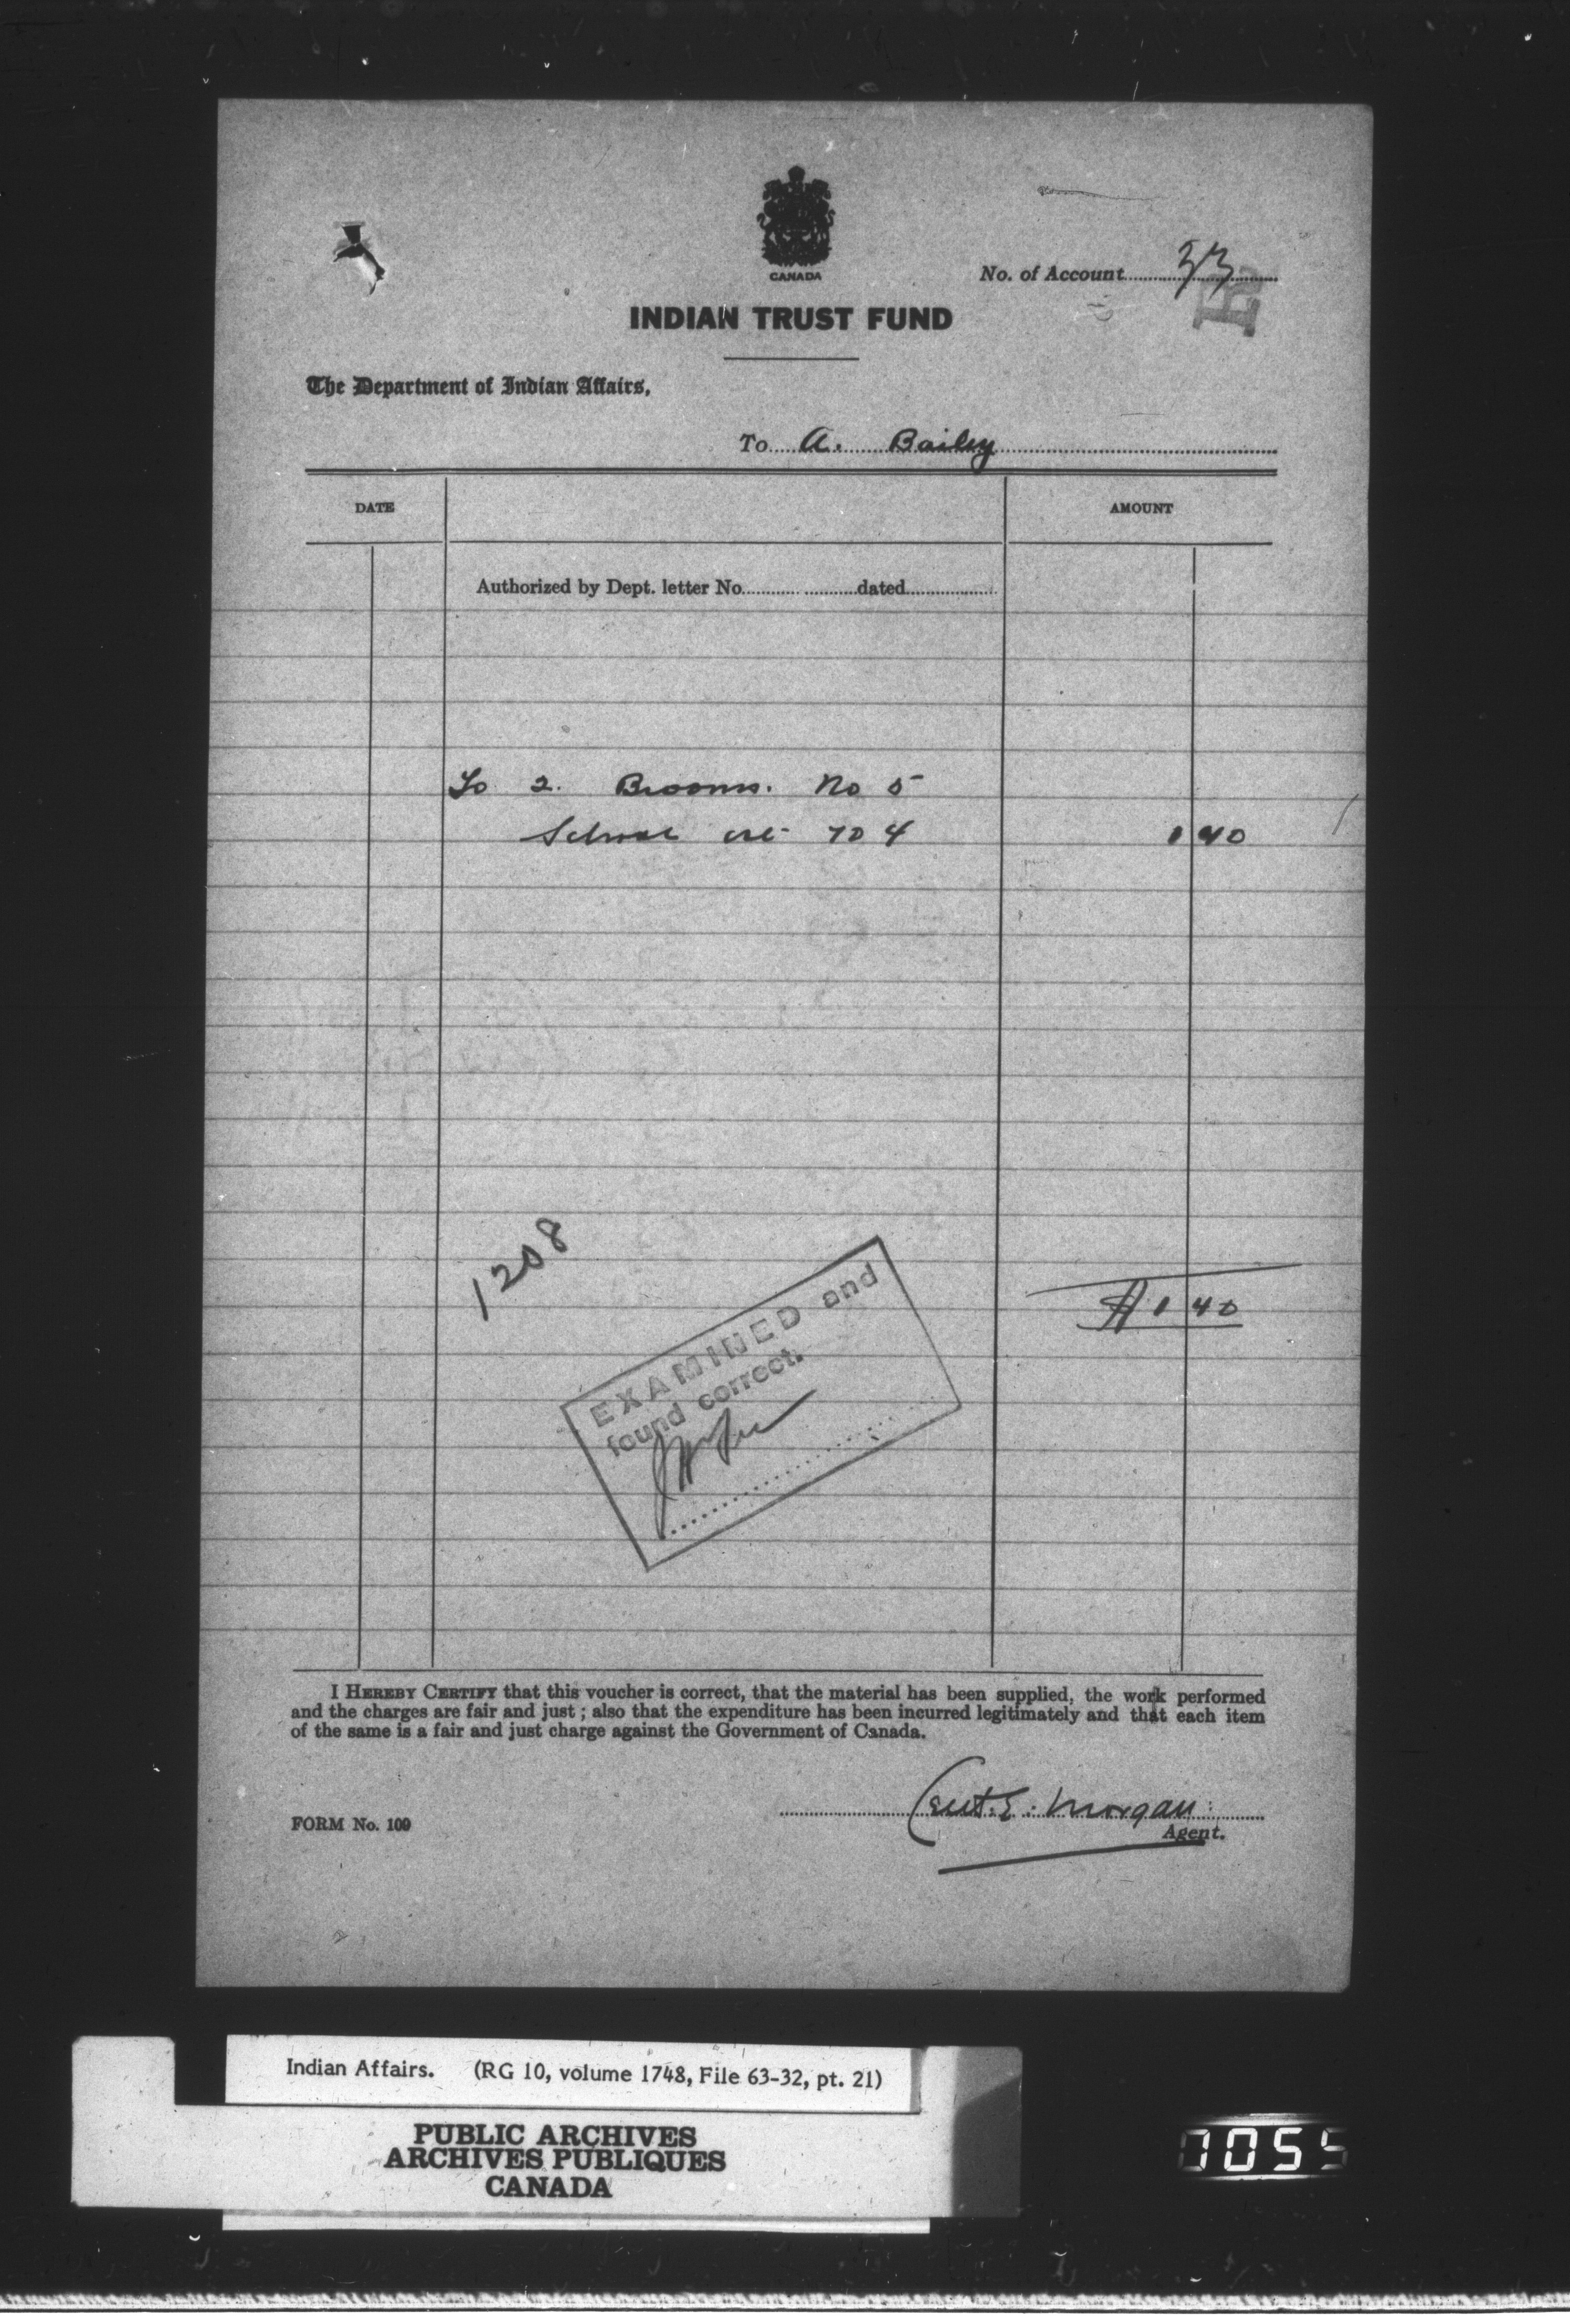 CANADA
No. of Account 33
INDIAN TRUST FUND
The Department of Indian Affairs,
To A. Bailey
DATE
AMOUNT
Authorized by Dept. letter No. dated
To 2. Brooms. No 5
School at 70 ¢ 1 40
1208
EXAMINED and
found correct.
$ 1 40
I HEREBY CERTIFY that this voucher is correct, that the material has been supplied, the work performed
and the charges are fair and just ; also that the expenditure has been incurred legitimately and that each item
of the same is a fair and just charge against the Government of Canada.
E. Morgan
Agent.
FORM No. 109
Indian Affairs. (RG 10, volume 1748, File 63-32, pt. 21)
PUBLIC ARCHIVES
ARCHIVES PUBLIQUES
CANADA
0055